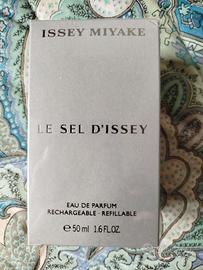 ISSEY MIYAKE
LE SEL D'ISSEY
EAU DE PARFUM
RECHARGEABLE - REFILLABLE
℮ 50 ml 1.6 FL.OZ.